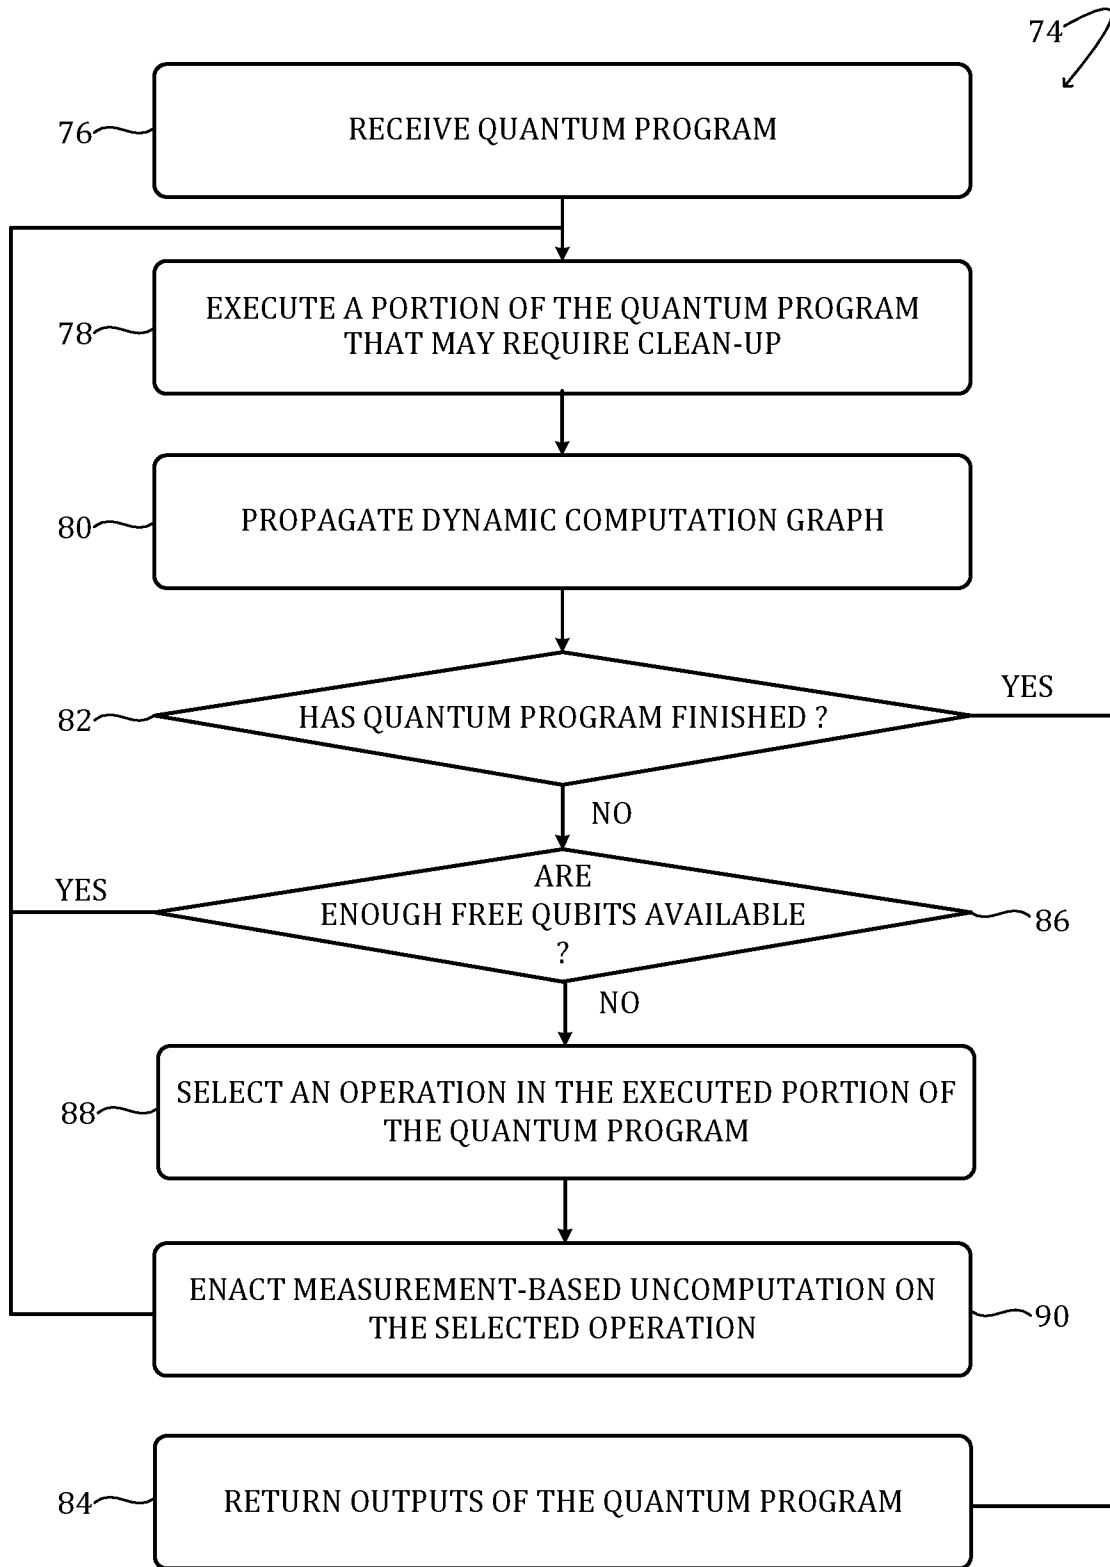 74
76
RECEIVE QUANTUM PROGRAM
78
EXECUTE A PORTION OF THE QUANTUM PROGRAM
THAT MAY REQUIRE CLEAN-UP
80
PROPAGATE DYNAMIC COMPUTATION GRAPH
82
HAS QUANTUM PROGRAM FINISHED ?
YES
NO
YES
ARE
ENOUGH FREE QUBITS AVAILABLE
?
86
NO
88
SELECT AN OPERATION IN THE EXECUTED PORTION OF
THE QUANTUM PROGRAM
ENACT MEASUREMENT-BASED UNCOMPUTATION ON
THE SELECTED OPERATION
90
84
RETURN OUTPUTS OF THE QUANTUM PROGRAM